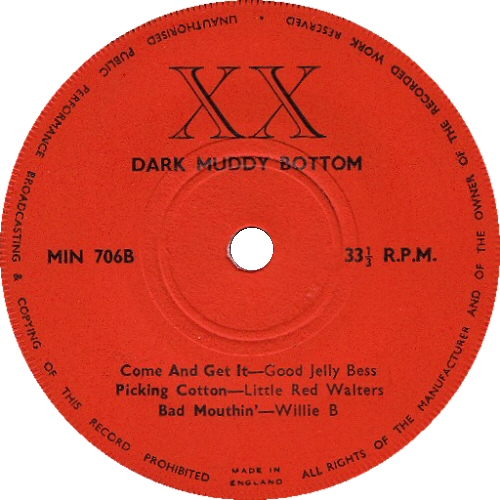 XX
DARK MUDDY BOTTOM
MIN 706B
33⅓ R.P.M.
Come And Get It—Good Jelly Bess
Picking Cotton—Little Red Walters
Bad Mouthin'—Willie B
MADE IN
ENGLAND
ALL RIGHTS OF THE MANUFACTURER AND OF THE OWNER OF THE RECORDED WORK RESERVED
UNAUTHORISED PUBLIC PERFORMANCE BROADCASTING & COPYING OF THIS RECORD PROHIBITED